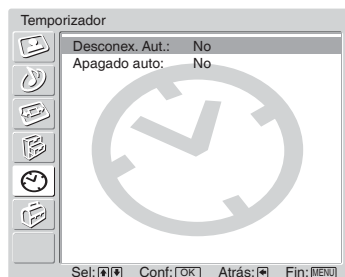 Temporizador
Desconex. Aut.: No
Apagado auto: No
Sel: Conf: OK Atrás: Fin: MENU